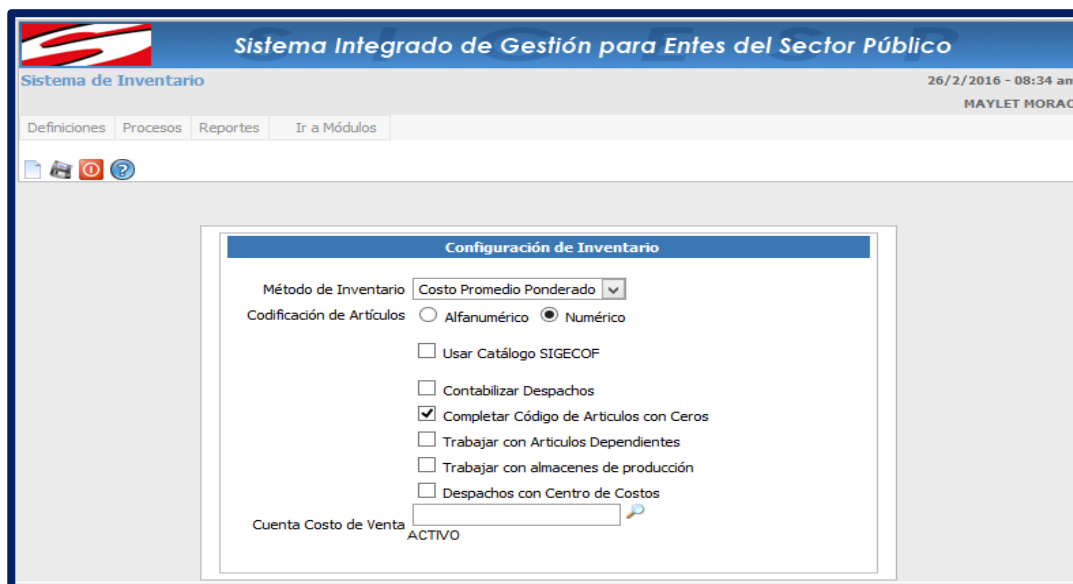 Sistema Integrado de Gestión para Entes del Sector Público
Sistema de Inventario
26/2/2016 - 08:34 am
MAYLET MORAC
Definiciones Procesos Reportes Ir a Módulos
Configuración de Inventario
Método de Inventario Costo Promedio Ponderado
Codificación de Artículos Alfanumérico Numérico
Usar Catálogo SIGECOF
Contabilizar Despachos
Completar Código de Articulos con Ceros
Trabajar con Articulos Dependientes
Trabajar con almacenes de producción
Despachos con Centro de Costos
Cuenta Costo de Venta
ACTIVO